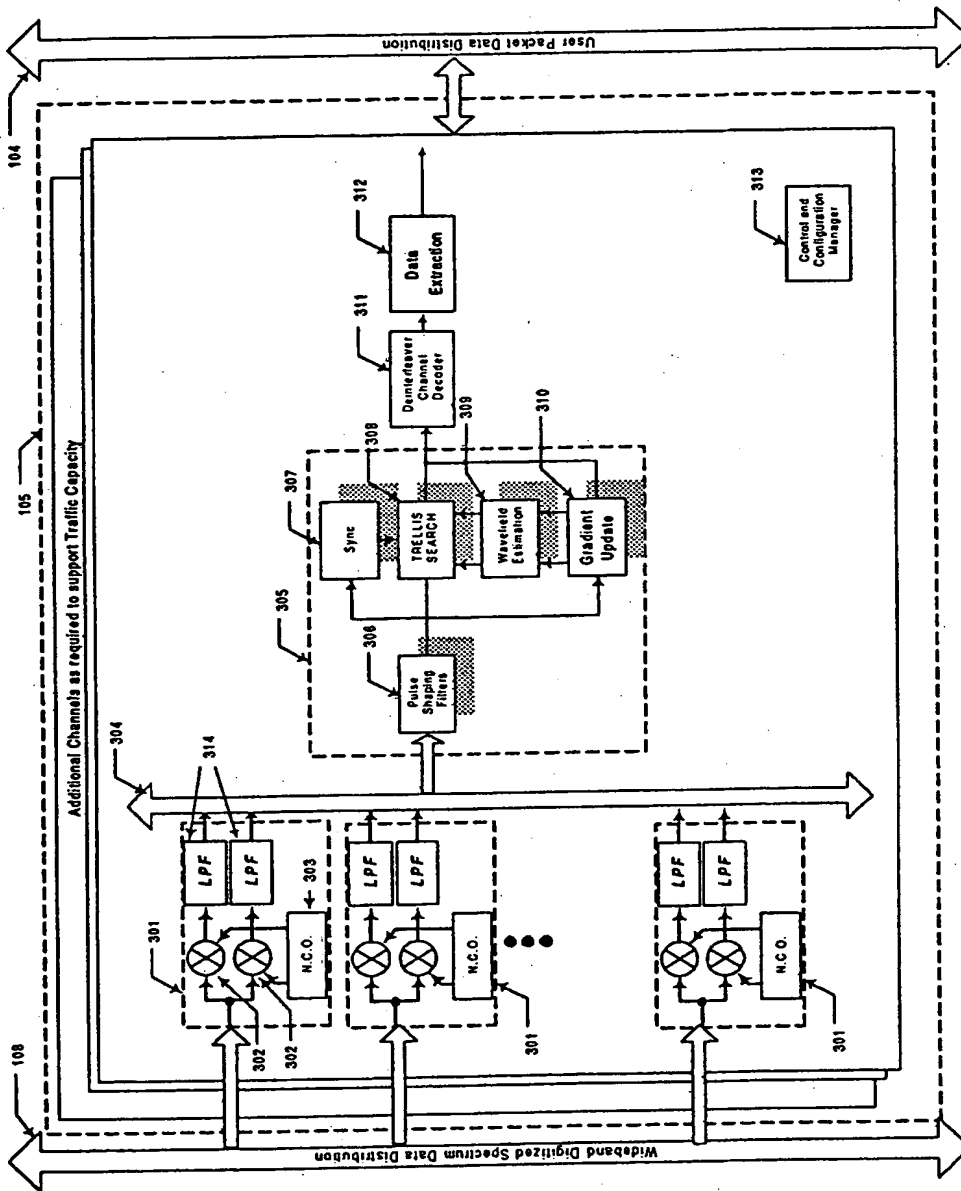 104
User Packet Data Distribution
105
Additional Channels as required to support Traffic Capacity
312
Data
Extraction
311
Deinterleaver
Channel
Decoder
313
Control and
Configuration
Manager
307
308
309
310
Sync
TRELLIS
SEARCH
Wavefield
Estimation
Gradient
Update
305
306
Pulse
Shaping
Filters
304
314
LPF
LPF
303
N.C.O.
301
302
302
LPF
LPF
N.C.O.
301
LPF
LPF
N.C.O.
301
108
Wideband Digitized Spectrum Data Distribution